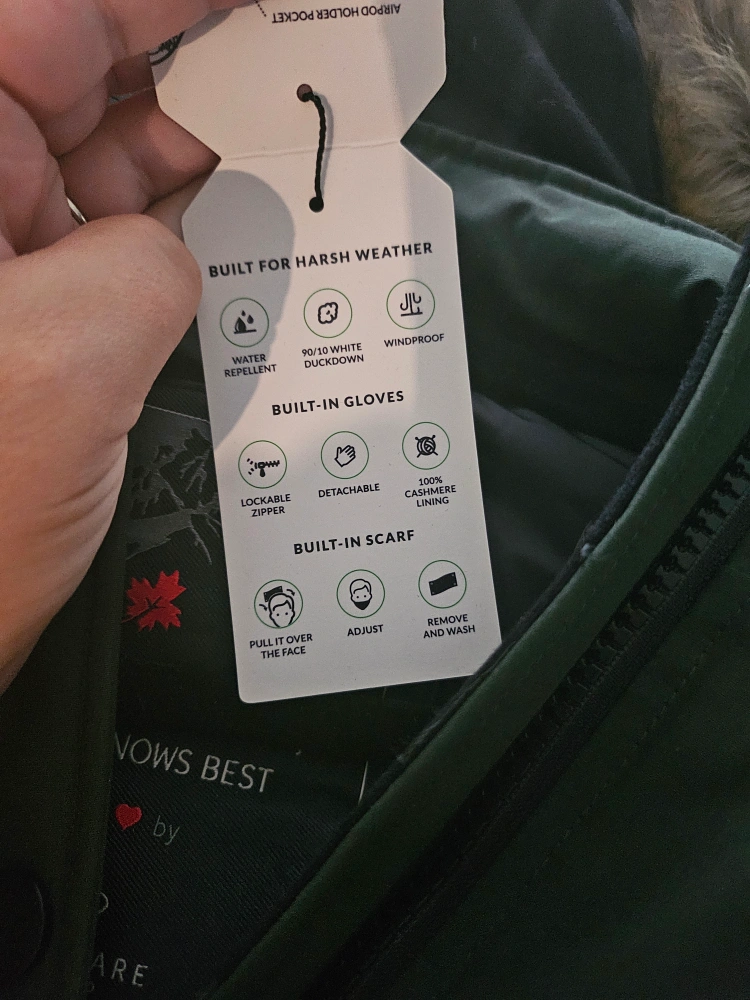 AIRPOD HOLDER POCKET
BUILT FOR HARSH WEATHER
WATER
REPELLENT
90/10 WHITE
DUCKDOWN
WINDPROOF
BUILT-IN GLOVES
LOCKABLE
ZIPPER
DETACHABLE
100%
CASHMERE
LINING
BUILT-IN SCARF
PULL IT OVER
THE FACE
ADJUST
REMOVE
AND WASH
NOWS BEST
by
ARE